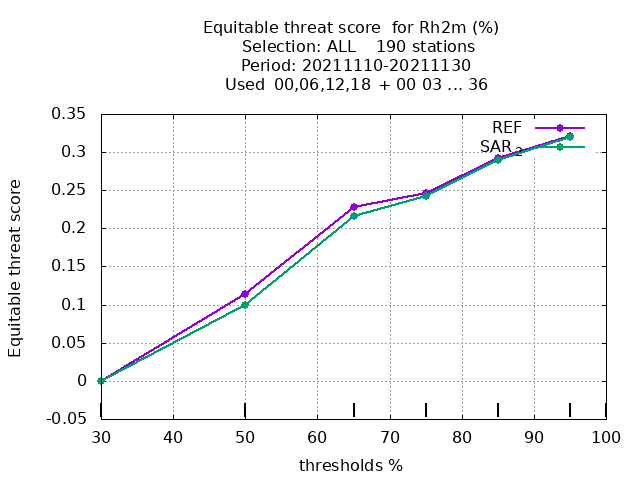 Equitable threat score  for Rh2m (%)
Selection: ALL    190 stations
Period: 20211110-20211130
Used  00,06,12,18  + 00 03 ... 36
REF
SAR2
0.35
0.3
0.25
0.2
0.15
0.1
0.05
0
-0.05
Equitable threat score
30 40 50 60 70 80 90 100
thresholds %